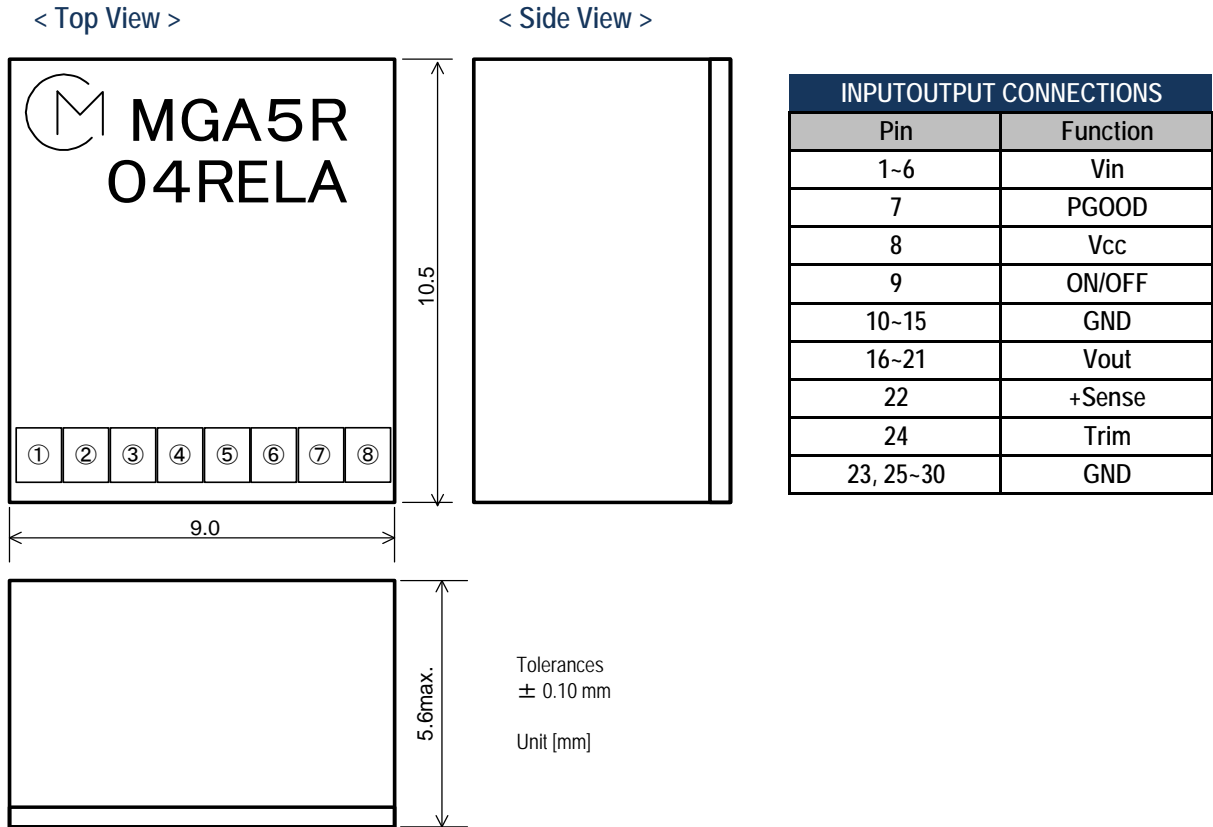 < Top View >
< Side View >
M MGA5R
04RELA
① ② ③ ④ ⑤ ⑥ ⑦ ⑧
10.5
9.0
5.6max.
Tolerances
± 0.10 mm
Unit [mm]
INPUTOUTPUT CONNECTIONS
Pin Function
1~6 Vin
7 PGOOD
8 Vcc
9 ON/OFF
10~15 GND
16~21 Vout
22 +Sense
24 Trim
23, 25~30 GND